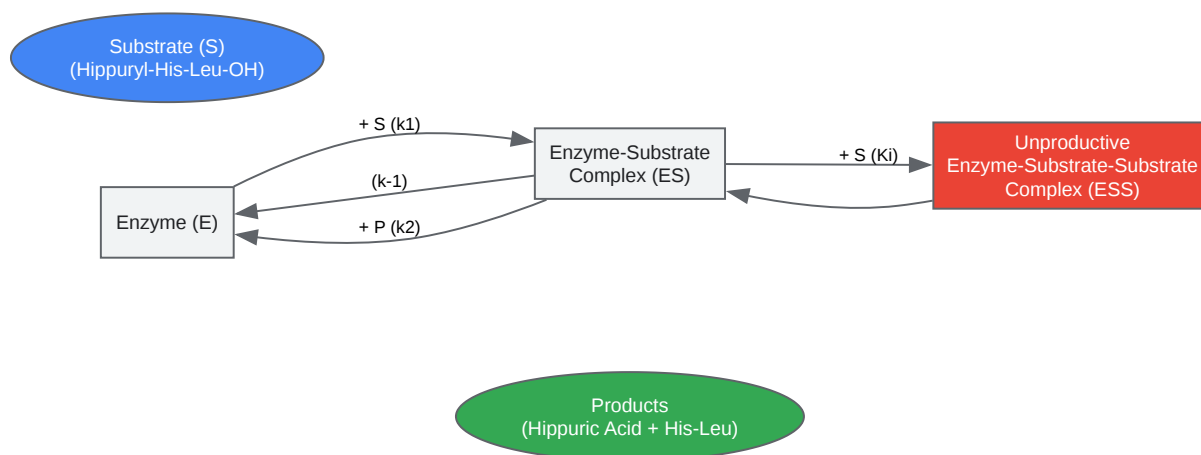 Substrate (S)
(Hippuryl-His-Leu-OH)
+ S (k1)
Enzyme-Substrate
Complex (ES)
+ S (Ki)
Unproductive
Enzyme-Substrate-Substrate
Complex (ESS)
(k-1)
Enzyme (E)
+ P (k2)
Products
(Hippuric Acid + His-Leu)